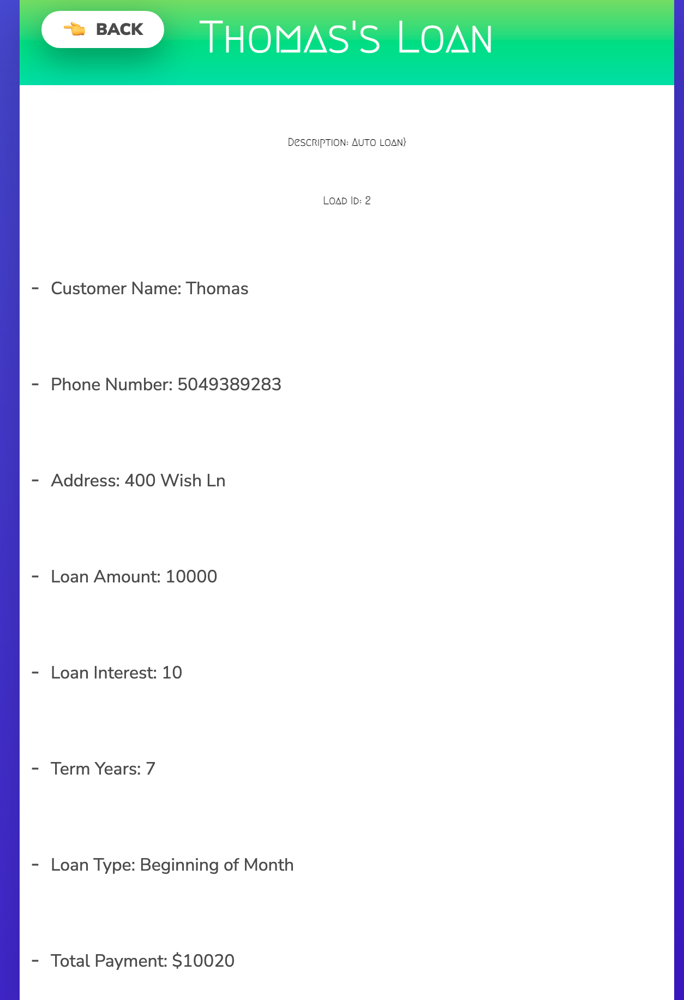 👈 BACK
Thomas's Loan
Description: Auto loan}
Load Id: 2
- Customer Name: Thomas
- Phone Number: 5049389283
- Address: 400 Wish Ln
- Loan Amount: 10000
- Loan Interest: 10
- Term Years: 7
- Loan Type: Beginning of Month
- Total Payment: $10020